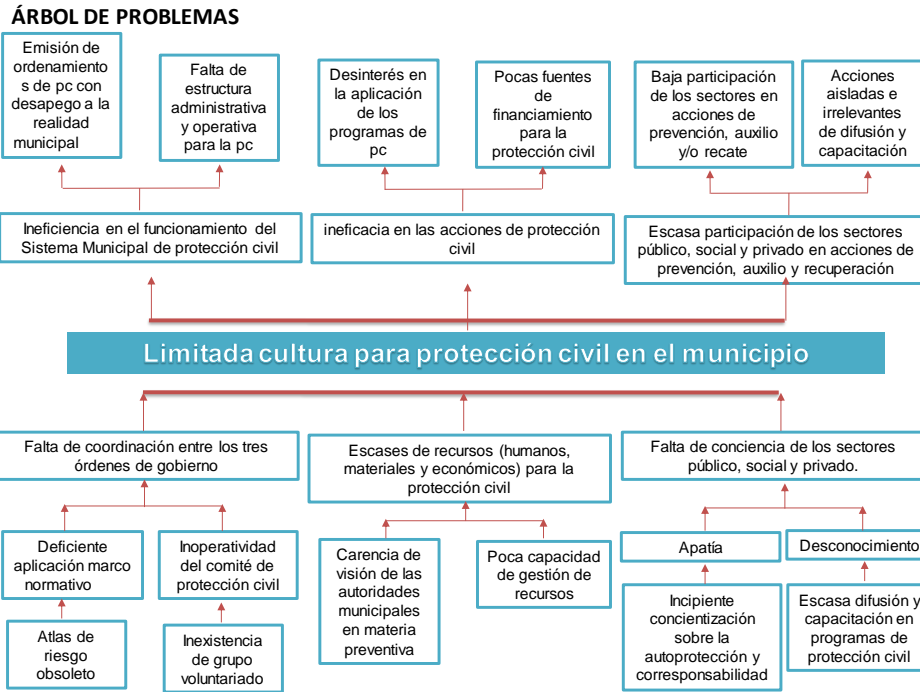 ÁRBOL DE PROBLEMAS
Emisión de
ordenamiento
s de pc con
desapego a la
realidad
municipal
Falta de
estructura
administrativa
y operativa
para la pc
Desinterés en
la aplicación
de los
programas de
pc
Pocas fuentes
de
financiamiento
para la
protección civil
Baja participación
de los sectores en
acciones de
prevención, auxilio
y/o recate
Acciones
aisladas e
irrelevantes
de difusión y
capacitación
Ineficiencia en el funcionamiento del
Sistema Municipal de protección civil
ineficacia en las acciones de protección
civil
Escasa participación de los sectores
público, social y privado en acciones de
prevención, auxilio y recuperación
Limitada cultura para protección civil en el municipio
Falta de coordinación entre los tres
órdenes de gobierno
Escases de recursos (humanos,
materiales y económicos) para la
protección civil
Falta de conciencia de los sectores
público, social y privado.
Deficiente
aplicación marco
normativo
Inoperatividad
del comité de
protección civil
Carencia de
visión de las
autoridades
municipales
en materia
preventiva
Poca capacidad
de gestión de
recursos
Apatía
Desconocimiento
Atlas de
riesgo
obsoleto
Inexistencia
de grupo
voluntariado
Incipiente
concientización
sobre la
autoprotección y
corresponsabilidad
Escasa difusión y
capacitación en
programas de
protección civil